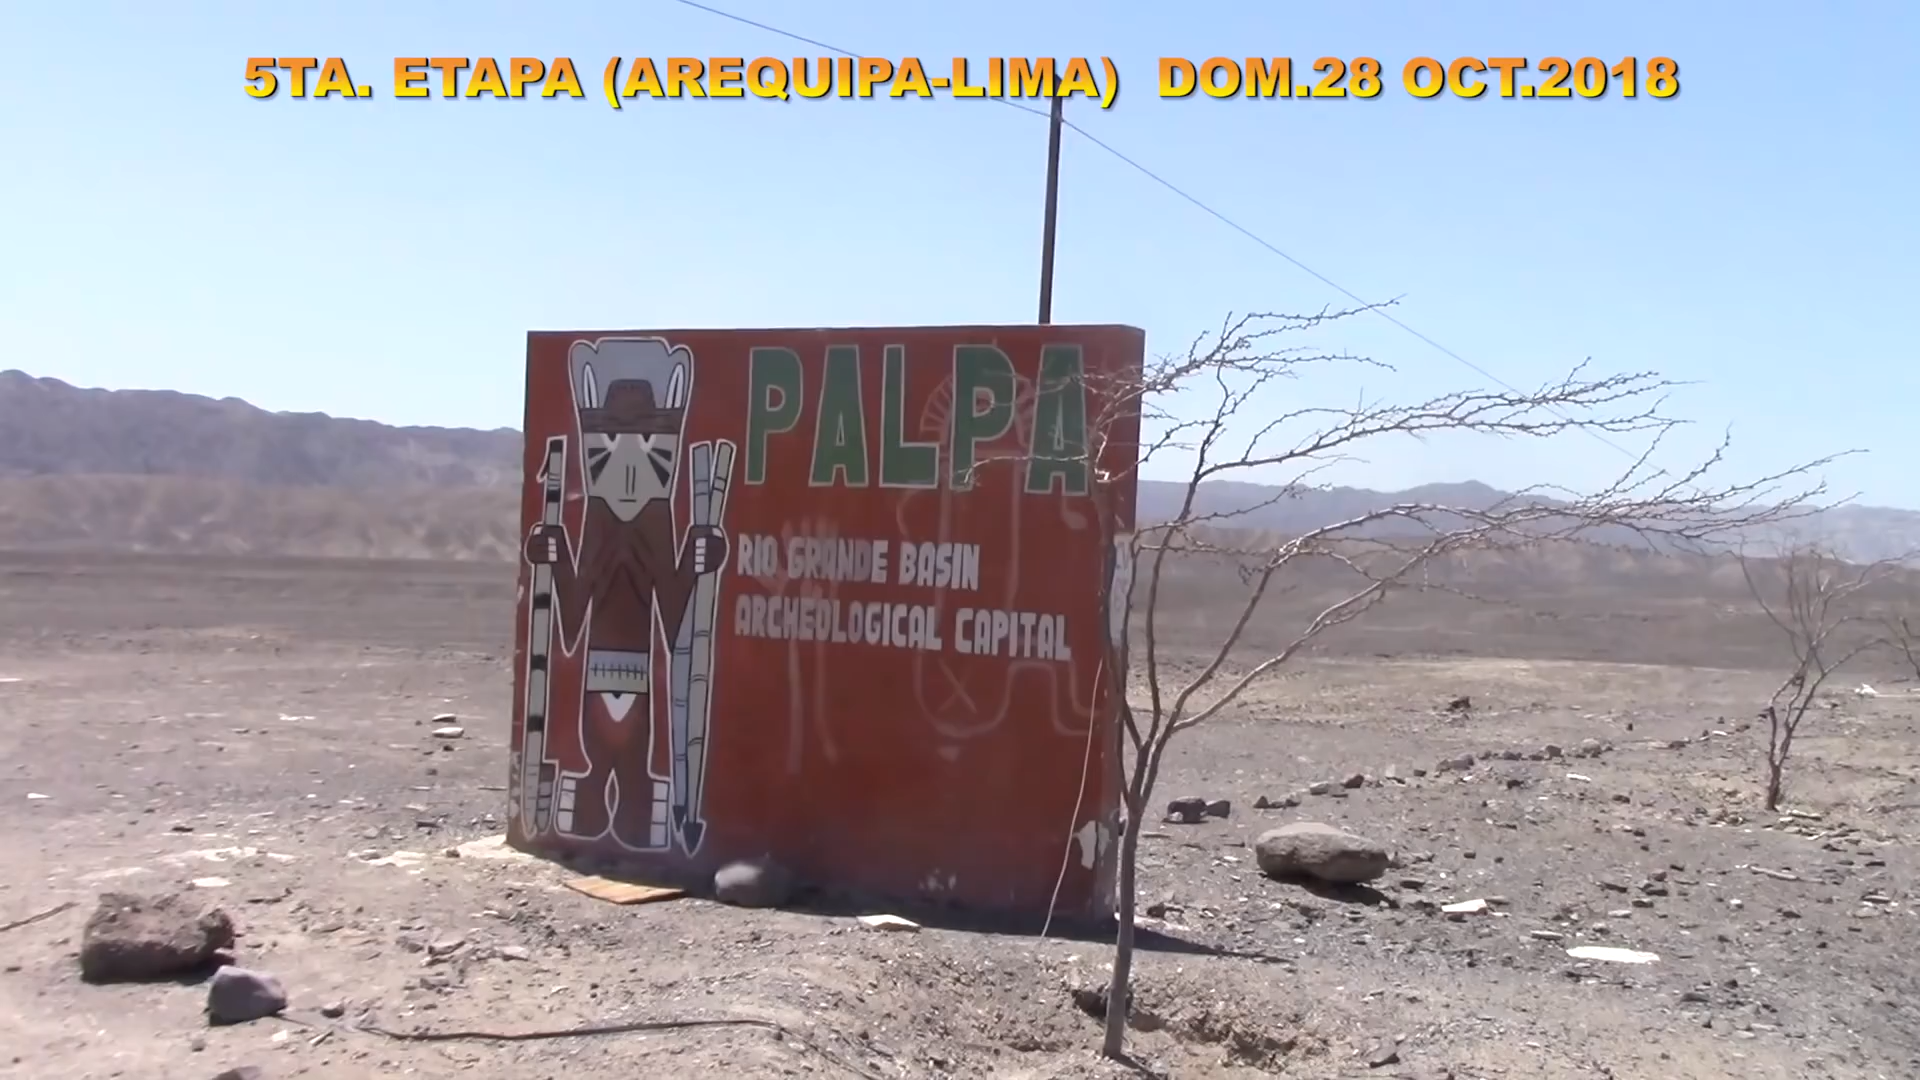 5TA. ETAPA (AREQUIPA-LIMA) DOM.28 OCT.2018
PALPA
RIO GRANDE BASIN
ARCHEOLOGICAL CAPITAL